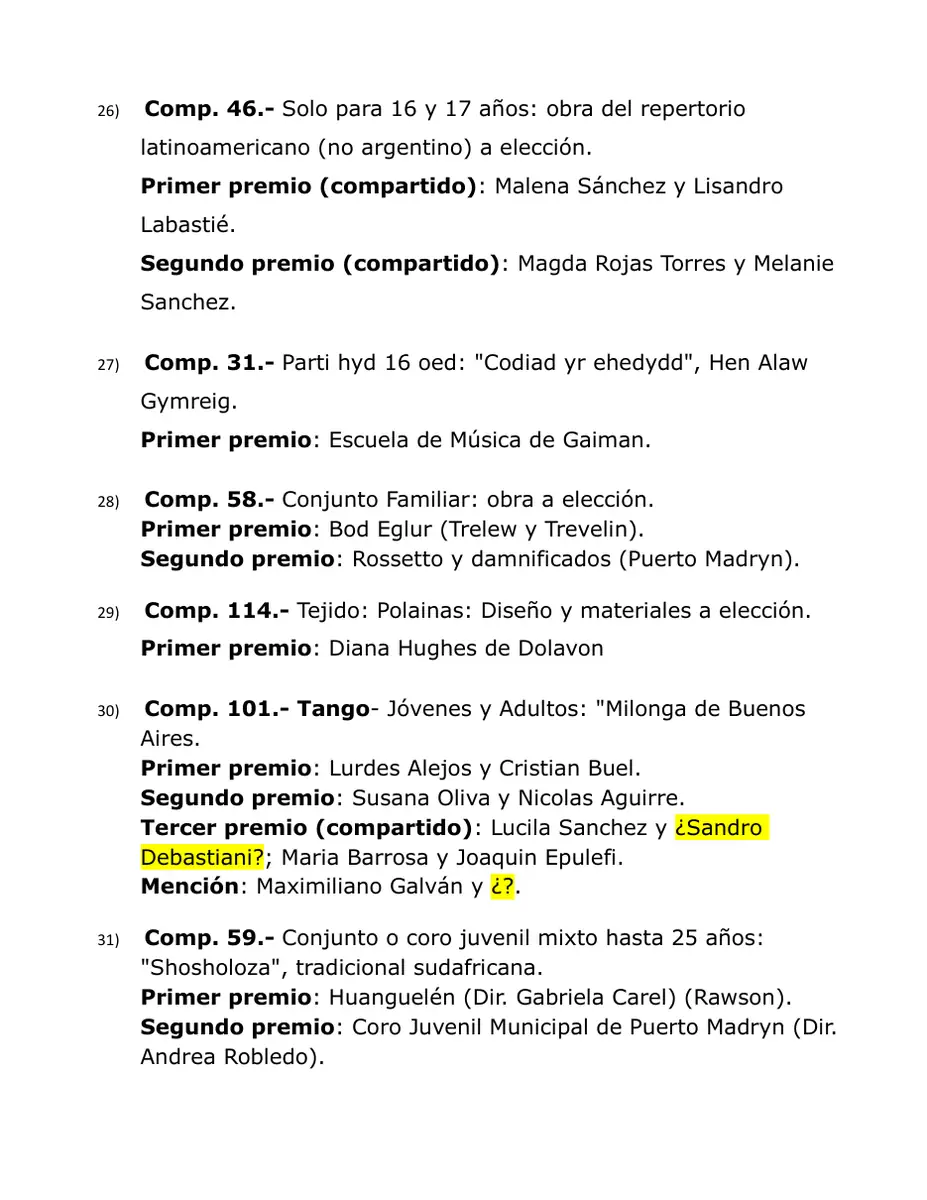 26) Comp. 46.- Solo para 16 y 17 años: obra del repertorio
latinoamericano (no argentino) a elección.
Primer premio (compartido): Malena Sánchez y Lisandro
Labastié.
Segundo premio (compartido): Magda Rojas Torres y Melanie
Sanchez.
27) Comp. 31.- Parti hyd 16 oed: "Codiad yr ehedydd", Hen Alaw
Gymreig.
Primer premio: Escuela de Música de Gaiman.
28) Comp. 58.- Conjunto Familiar: obra a elección.
Primer premio: Bod Eglur (Trelew y Trevelin).
Segundo premio: Rossetto y damnificados (Puerto Madryn).
29) Comp. 114.- Tejido: Polainas: Diseño y materiales a elección.
Primer premio: Diana Hughes de Dolavon
30) Comp. 101.- Tango- Jóvenes y Adultos: "Milonga de Buenos
Aires.
Primer premio: Lurdes Alejos y Cristian Buel.
Segundo premio: Susana Oliva y Nicolas Aguirre.
Tercer premio (compartido): Lucila Sanchez y ¿Sandro
Debastiani?; Maria Barrosa y Joaquin Epulefi.
Mención: Maximiliano Galván y ¿?.
31) Comp. 59.- Conjunto o coro juvenil mixto hasta 25 años:
"Shosholoza", tradicional sudafricana.
Primer premio: Huanguelén (Dir. Gabriela Carel) (Rawson).
Segundo premio: Coro Juvenil Municipal de Puerto Madryn (Dir.
Andrea Robledo).